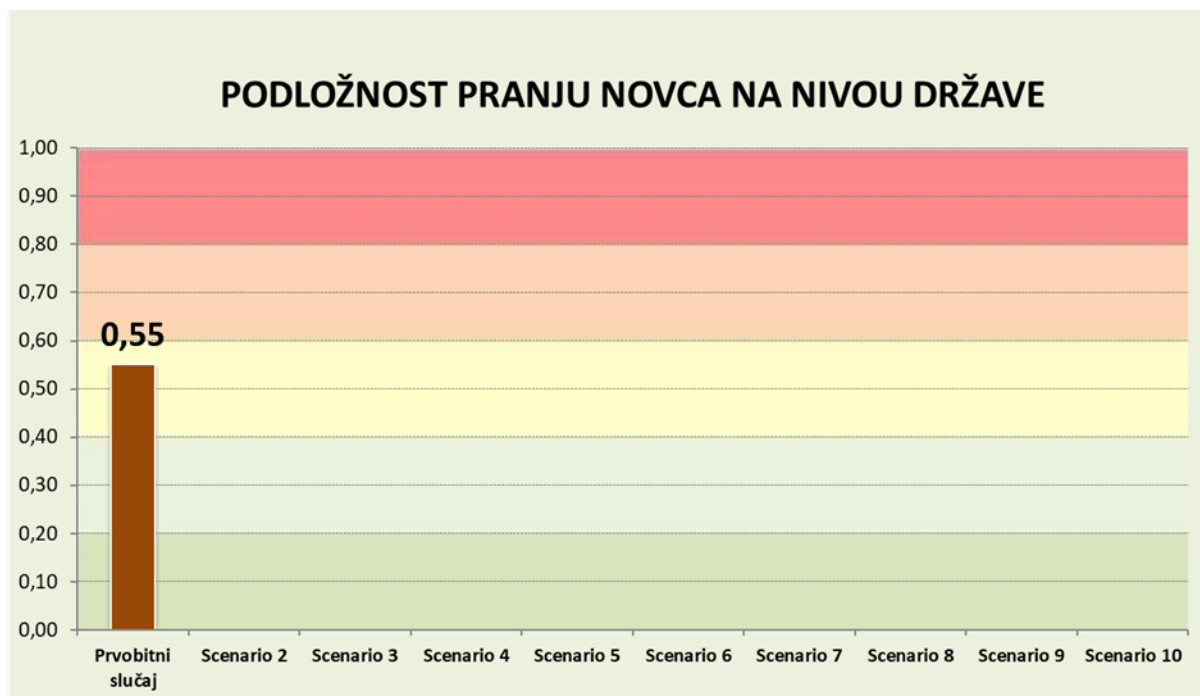 PODLOŽNOST PRANJU NOVCA NA NIVOU DRŽAVE
1,00
0,90
0,80
0,70
0,60
0,55
0,50
0,40
0,30
0,20
0,10
0,00
Prvobitni slučaj
Scenario 2
Scenario 3
Scenario 4
Scenario 5
Scenario 6
Scenario 7
Scenario 8
Scenario 9
Scenario 10